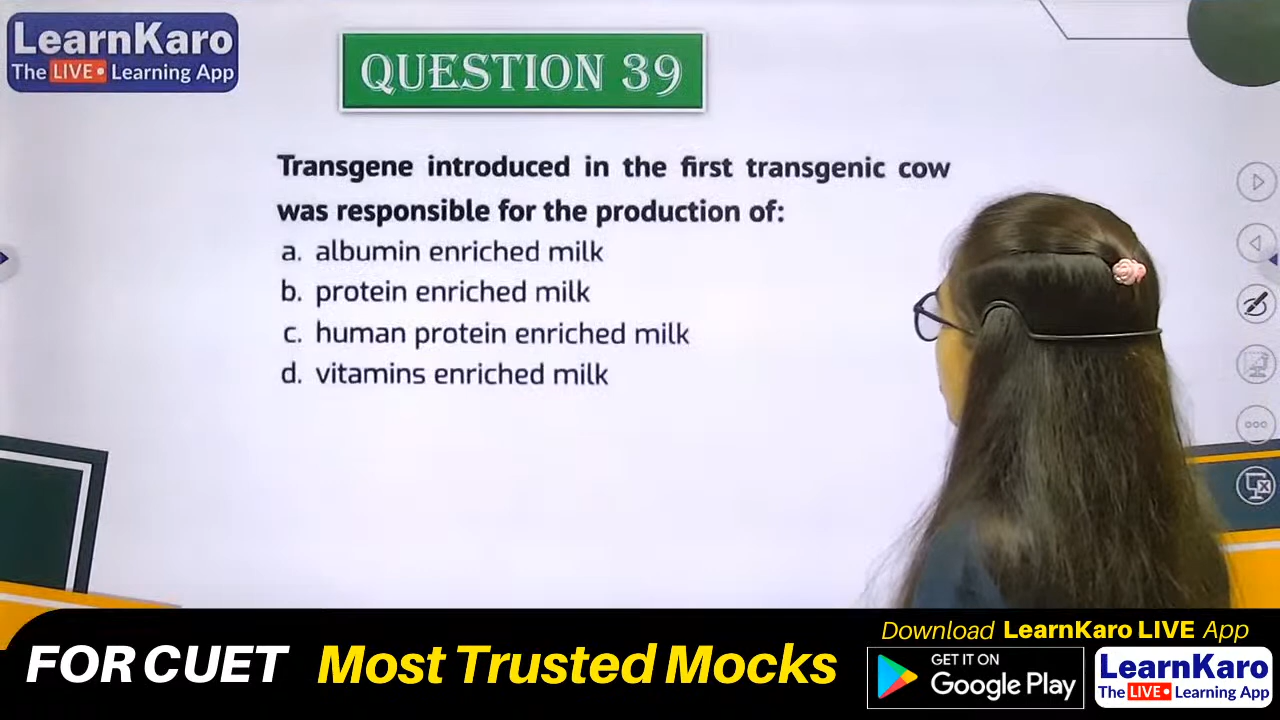 LearnKaro
The LIVE • Learning App
QUESTION 39
Transgene introduced in the first transgenic cow
was responsible for the production of:
a. albumin enriched milk
b. protein enriched milk
c. human protein enriched milk
d. vitamins enriched milk
FOR CUET Most Trusted Mocks
Download LearnKaro LIVE App
GET IT ON
Google Play
LearnKaro
The LIVE • Learning App